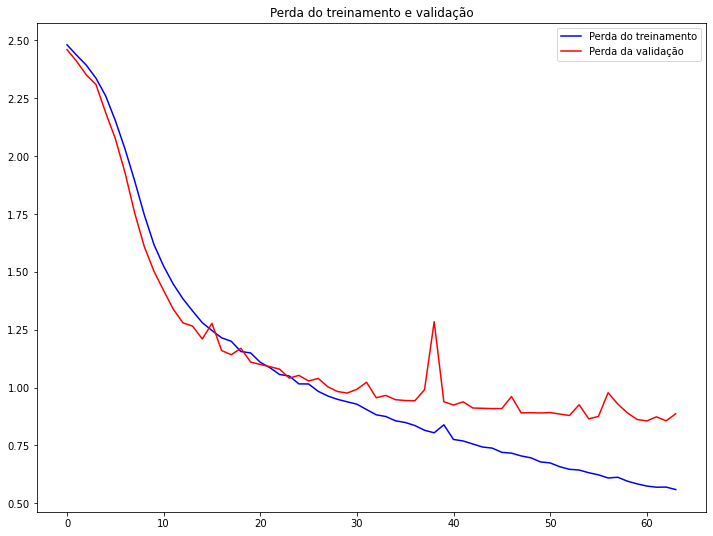 Perda do treinamento e validação
Perda do treinamento
Perda da validação
2.50
2.25
2.00
1.75
1.50
1.25
1.00
0.75
0.50
0 10 20 30 40 50 60